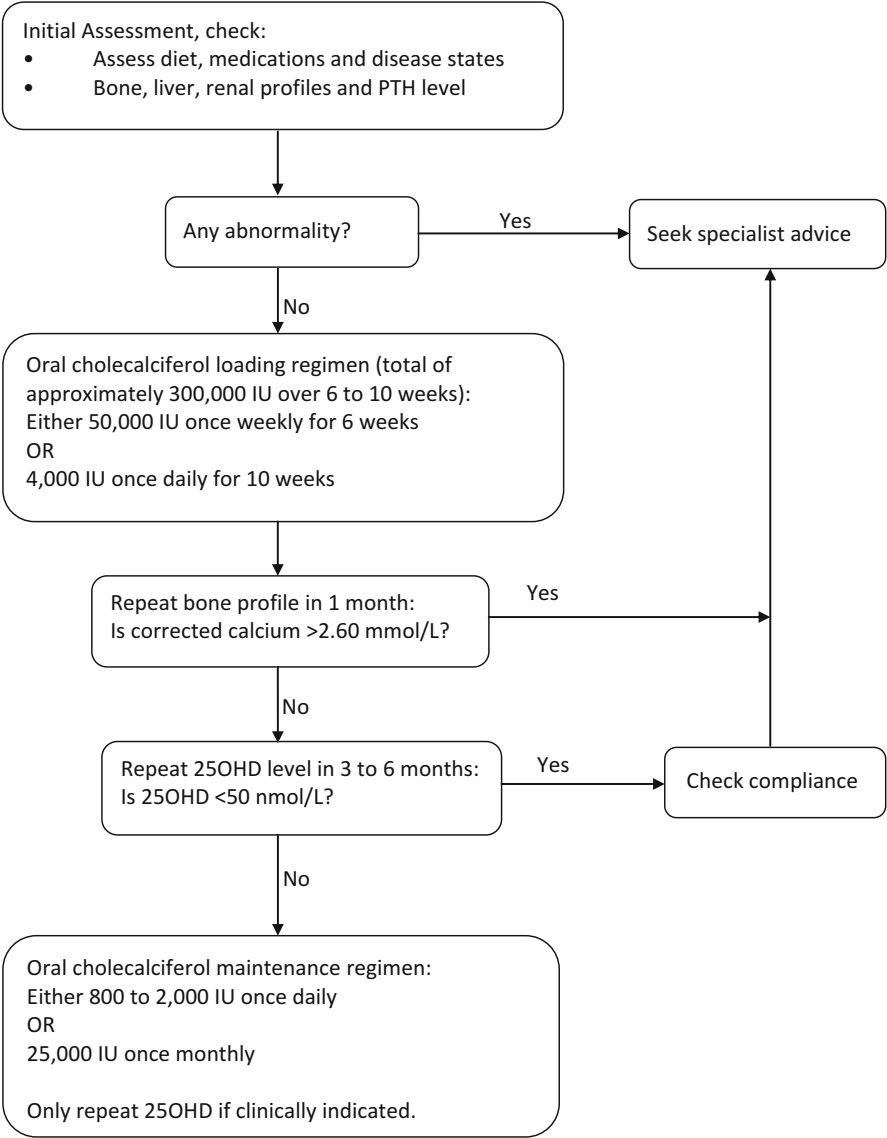 Initial Assessment, check:
• Assess diet, medications and disease states
• Bone, liver, renal profiles and PTH level
Any abnormality?
Yes
Seek specialist advice
No
Oral cholecalciferol loading regimen (total of
approximately 300,000 IU over 6 to 10 weeks):
Either 50,000 IU once weekly for 6 weeks
OR
4,000 IU once daily for 10 weeks
Repeat bone profile in 1 month:
Is corrected calcium >2.60 mmol/L?
Yes
No
Repeat 25OHD level in 3 to 6 months:
Is 25OHD <50 nmol/L?
Yes
Check compliance
No
Oral cholecalciferol maintenance regimen:
Either 800 to 2,000 IU once daily
OR
25,000 IU once monthly
Only repeat 25OHD if clinically indicated.